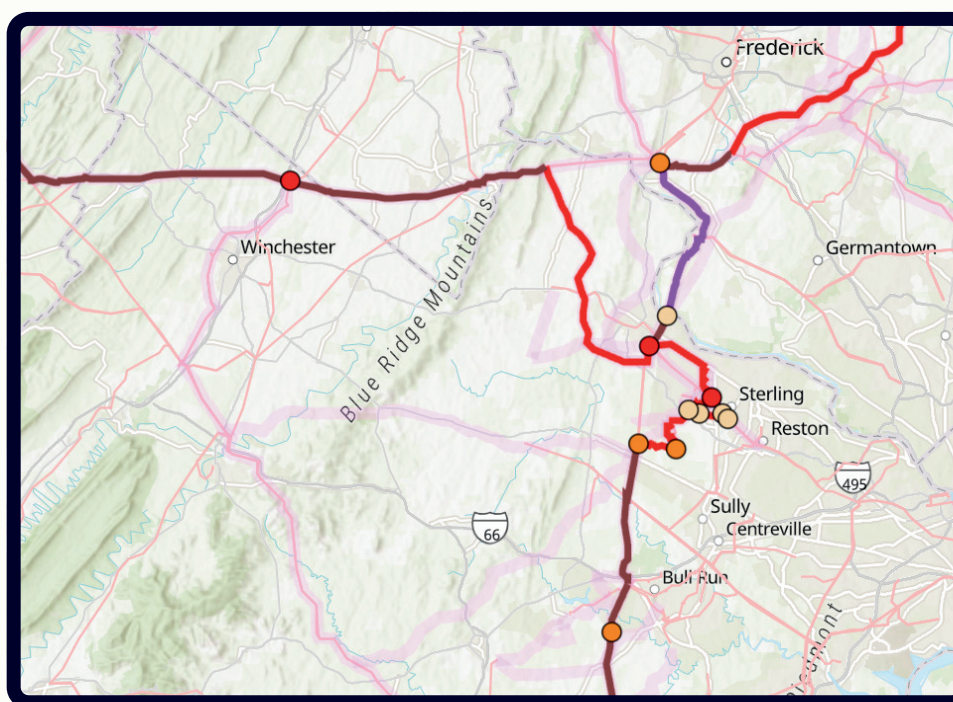 Frederick
Winchester
Germantown
Blue Ridge Mountains
Sterling
Reston
495
Sully
66
Centreville
Bull Run